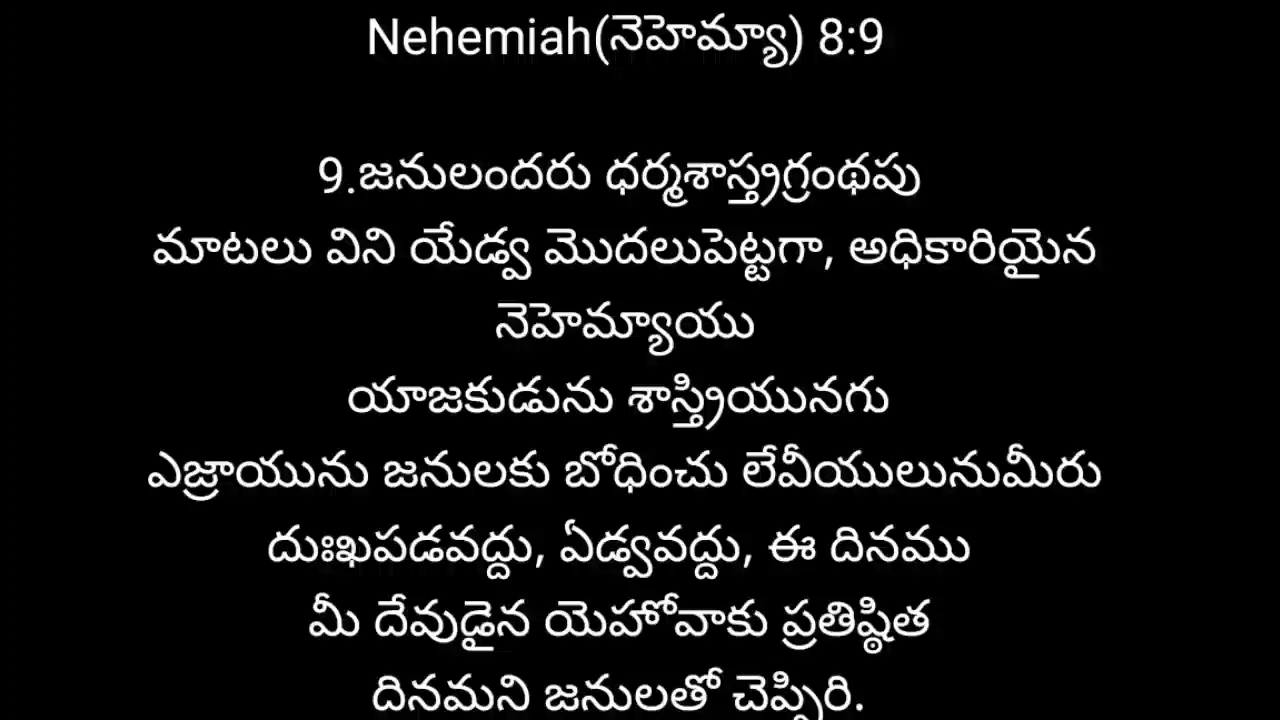 Nehemiah(నెహెమ్యా) 8:9
9.జనులందరు ధర్మశాస్త్రగ్రంథపు
మాటలు విని యేడ్వ మొదలుపెట్టగా, అధికారియైన
నెహెమ్యాయు
యాజకుడును శాస్త్రియునగు
ఎజ్రాయును జనులకు బోధించు లేవీయులునుమీరు
దుఃఖపడవద్దు, ఏడ్వవద్దు, ఈ దినము
మీ దేవుడైన యెహోవాకు ప్రతిష్ఠిత
దినమని జనులతో చెప్పిరి.